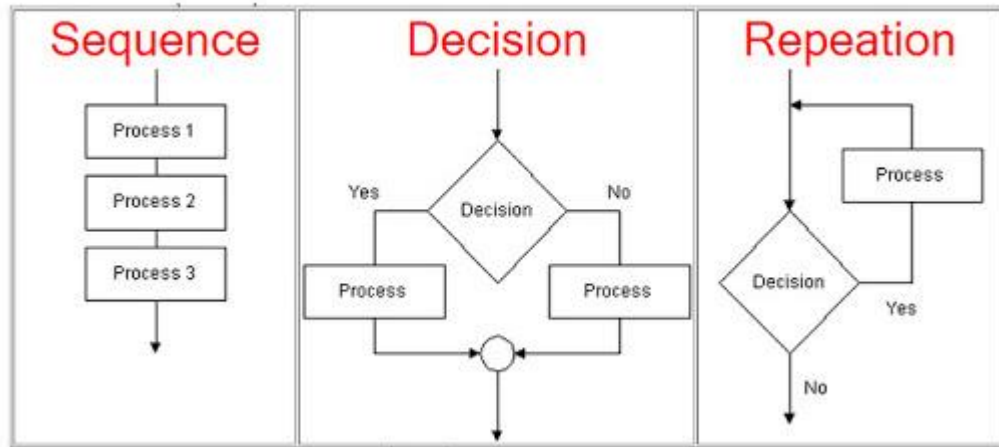 Sequence
Process 1
Process 2
Process 3
Decision
Decision
Yes
No
Process
Process
Repeation
Process
Decision
Yes
No